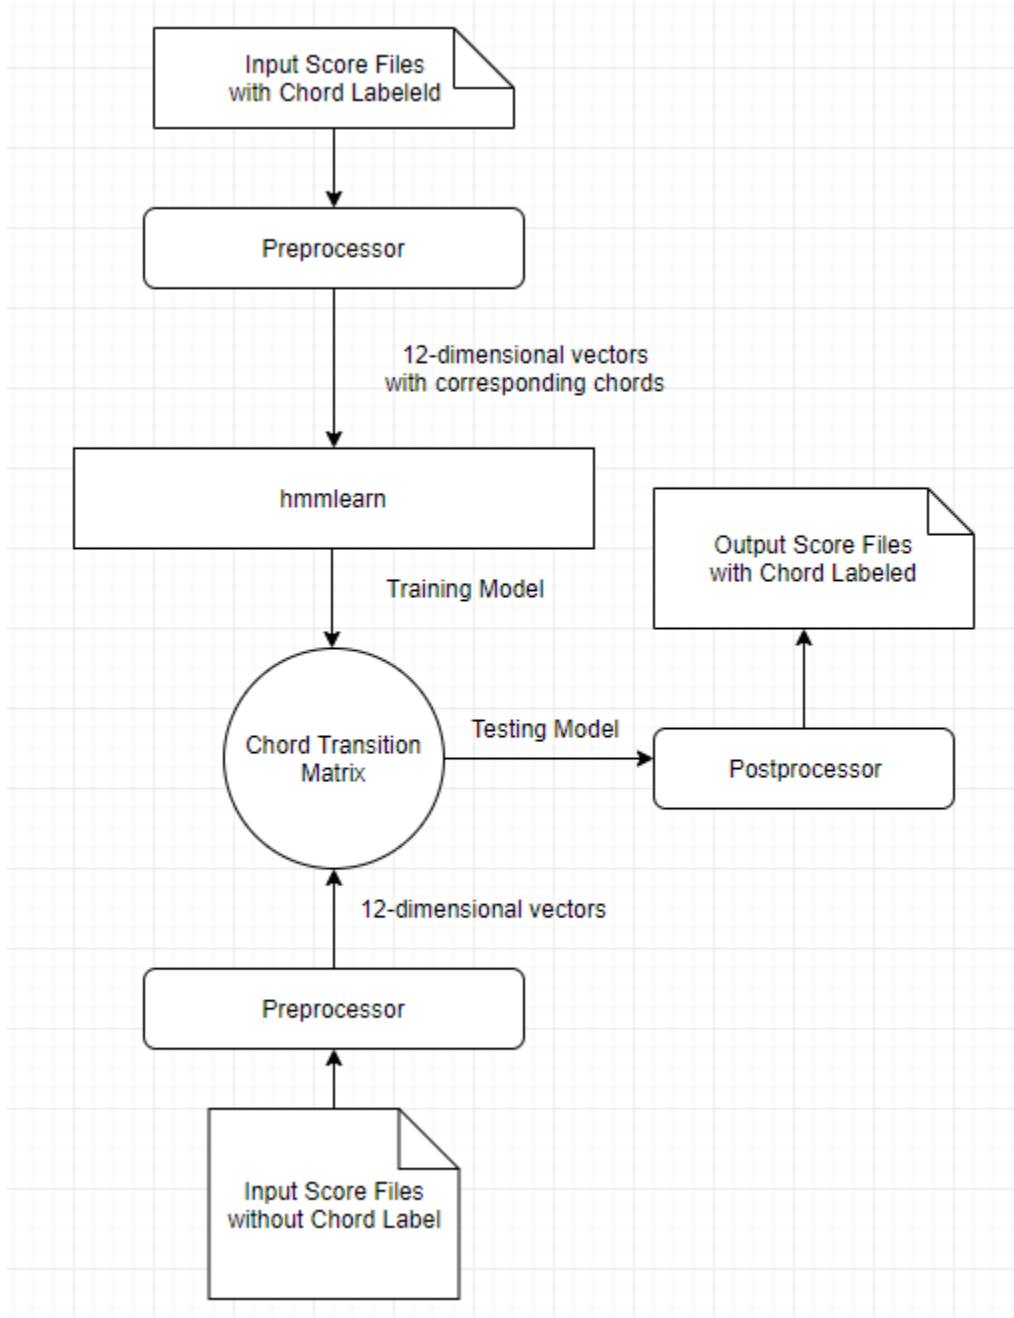 Input Score Files
with Chord Labeleld
Preprocessor
12-dimensional vectors
with corresponding chords
hmmlearn
Training Model
Output Score Files
with Chord Labeled
Chord Transition
Matrix
Testing Model
Postprocessor
12-dimensional vectors
Preprocessor
Input Score Files
without Chord Label